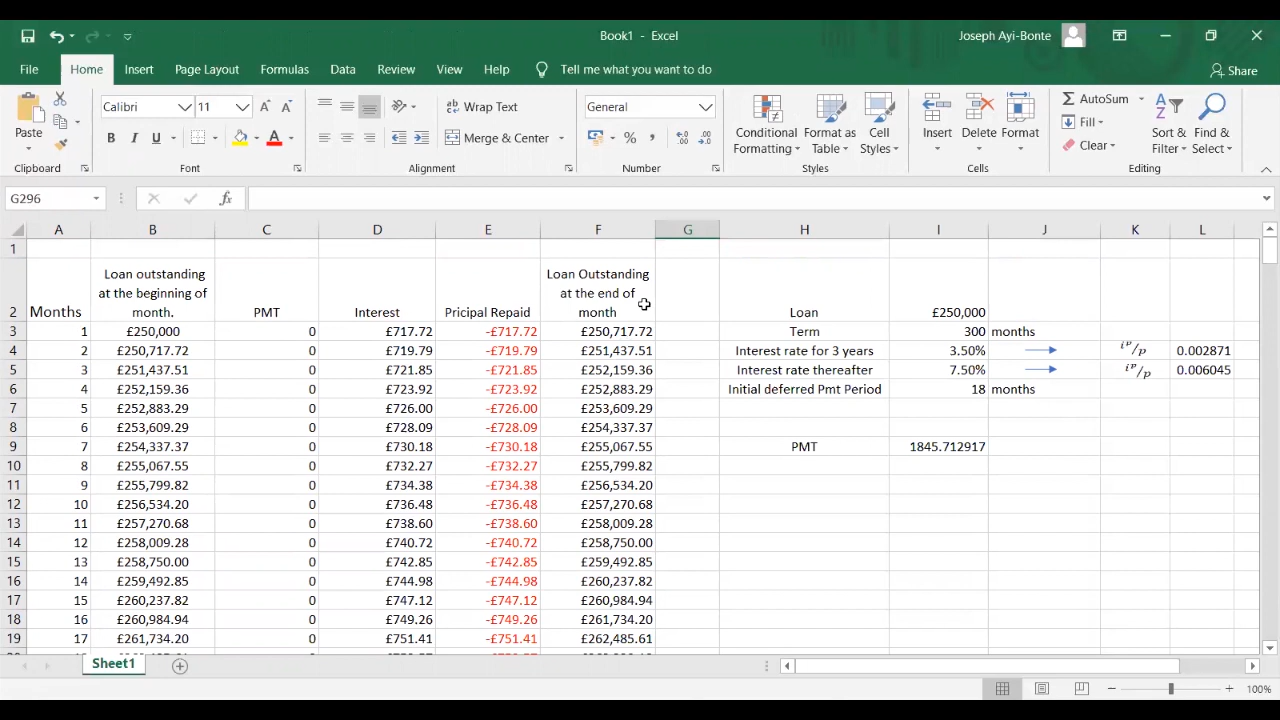 Book1 - Excel
Joseph Ayi-Bonte
File Home Insert Page Layout Formulas Data Review View Help Tell me what you want to do Share
Paste
Calibri 11
B I U A
Wrap Text
Merge & Center
General
%
Conditional Formatting
Format as Table
Cell Styles
Insert Delete Format
AutoSum
Fill
Clear
Sort & Filter
Find & Select
Clipboard Font Alignment Number Styles Cells Editing
G296 fx
A B C D E F G H I J K L
1
2 Months Loan outstanding at the beginning of month. PMT Interest Pricipal Repaid Loan Outstanding at the end of month Loan £250,000
3 1 £250,000 0 £717.72 -£717.72 £250,717.72 Term 300 months
4 2 £250,717.72 0 £719.79 -£719.79 £251,437.51 Interest rate for 3 years 3.50% i^p/p 0.002871
5 3 £251,437.51 0 £721.85 -£721.85 £252,159.36 Interest rate thereafter 7.50% i^p/p 0.006045
6 4 £252,159.36 0 £723.92 -£723.92 £252,883.29 Initial deferred Pmt Period 18 months
7 5 £252,883.29 0 £726.00 -£726.00 £253,609.29
8 6 £253,609.29 0 £728.09 -£728.09 £254,337.37
9 7 £254,337.37 0 £730.18 -£730.18 £255,067.55 PMT 1845.712917
10 8 £255,067.55 0 £732.27 -£732.27 £255,799.82
11 9 £255,799.82 0 £734.38 -£734.38 £256,534.20
12 10 £256,534.20 0 £736.48 -£736.48 £257,270.68
13 11 £257,270.68 0 £738.60 -£738.60 £258,009.28
14 12 £258,009.28 0 £740.72 -£740.72 £258,750.00
15 13 £258,750.00 0 £742.85 -£742.85 £259,492.85
16 14 £259,492.85 0 £744.98 -£744.98 £260,237.82
17 15 £260,237.82 0 £747.12 -£747.12 £260,984.94
18 16 £260,984.94 0 £749.26 -£749.26 £261,734.20
19 17 £261,734.20 0 £751.41 -£751.41 £262,485.61
Sheet1
100%